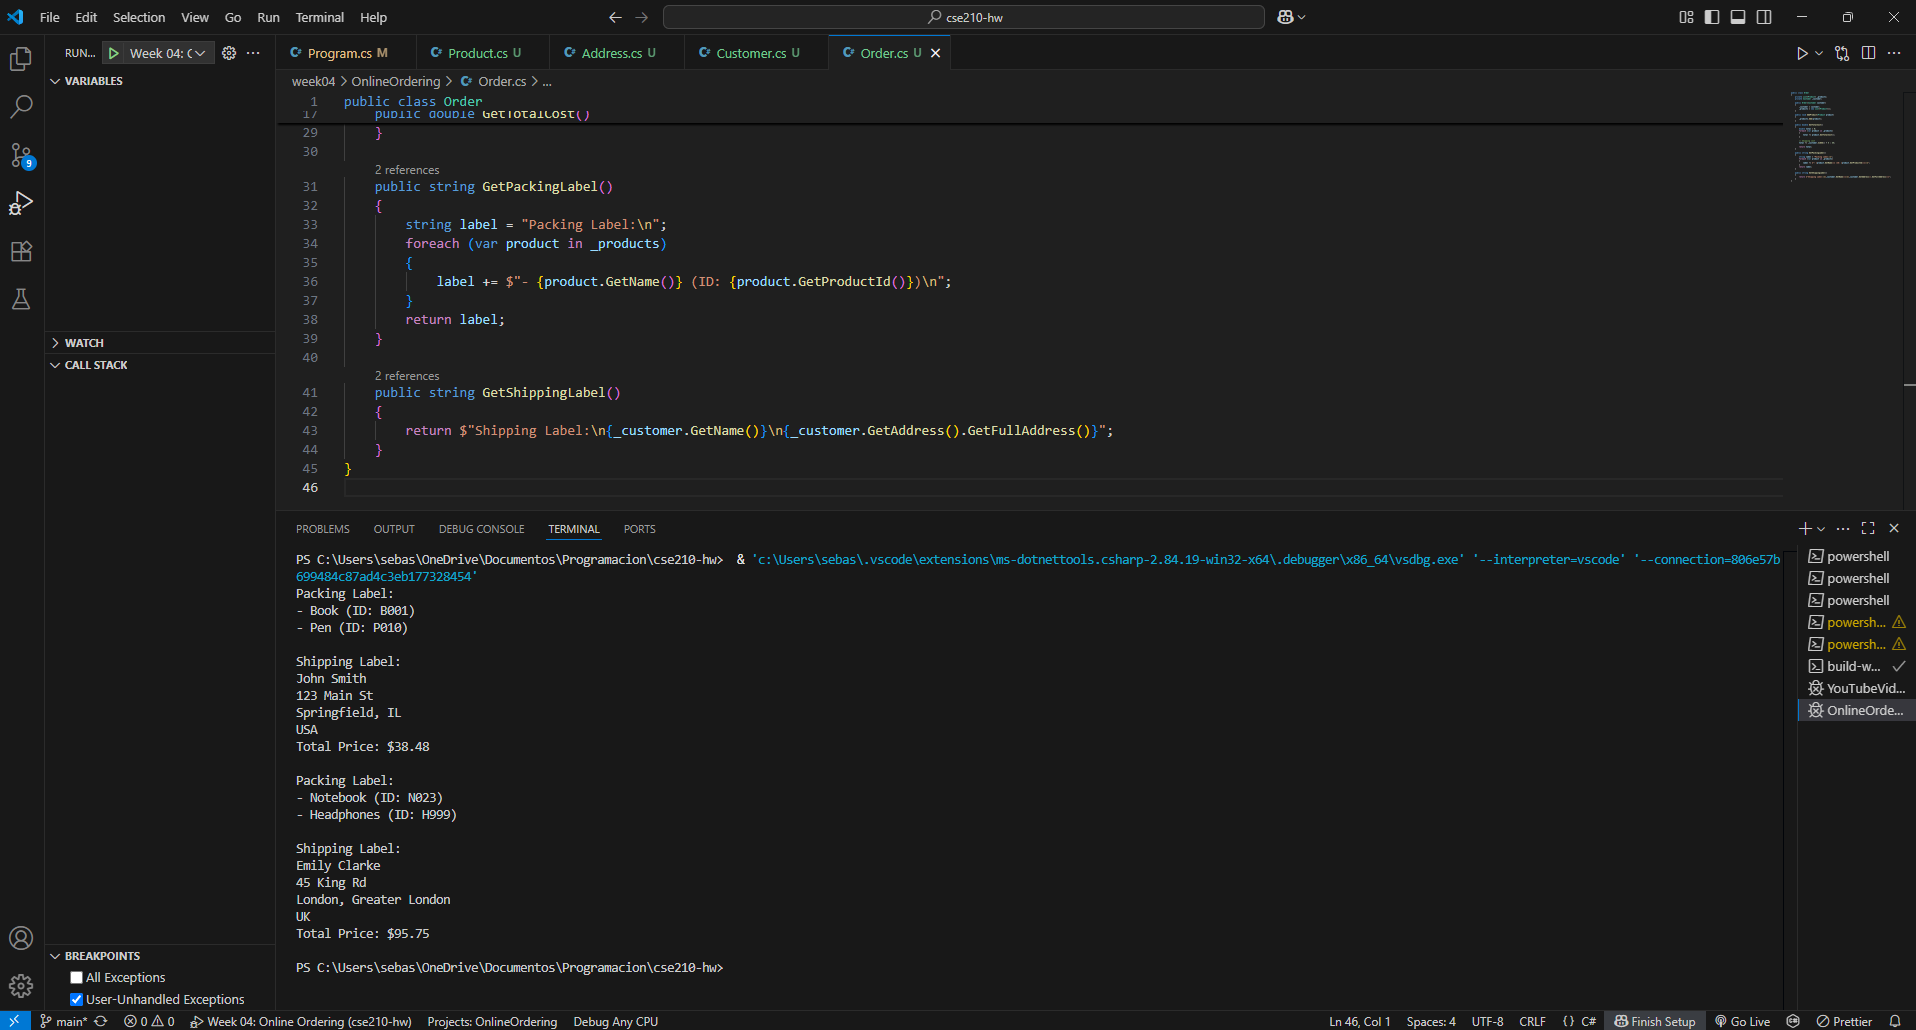 File Edit Selection View Go Run Terminal Help
cse210-hw
RUN... Week 04: C
Program.cs M
Product.cs U
Address.cs U
Customer.cs U
Order.cs U
VARIABLES
week04 > OnlineOrdering > Order.cs > ...
1 public class Order
17 public double GetTotalCost()
29 }
30
2 references
31 public string GetPackingLabel()
32 {
33 string label = "Packing Label:\n";
34 foreach (var product in _products)
35 {
36 label += $"- {product.GetName()} (ID: {product.GetProductId()})\n";
37 }
38 return label;
39 }
40
2 references
41 public string GetShippingLabel()
42 {
43 return $"Shipping Label:\n{_customer.GetName()}\n{_customer.GetAddress().GetFullAddress()}";
44 }
45 }
46
9
WATCH
CALL STACK
PROBLEMS OUTPUT DEBUG CONSOLE TERMINAL PORTS
PS C:\Users\sebas\OneDrive\Documentos\Programacion\cse210-hw> & 'c:\Users\sebas\.vscode\extensions\ms-dotnettools.csharp-2.84.19-win32-x64\.debugger\x86_64\vsdbg.exe' '--interpreter=vscode' '--connection=806e57b
699484c87ad4c3eb177328454'
Packing Label:
- Book (ID: B001)
- Pen (ID: P010)
Shipping Label:
John Smith
123 Main St
Springfield, IL
USA
Total Price: $38.48
Packing Label:
- Notebook (ID: N023)
- Headphones (ID: H999)
Shipping Label:
Emily Clarke
45 King Rd
London, Greater London
UK
Total Price: $95.75
PS C:\Users\sebas\OneDrive\Documentos\Programacion\cse210-hw>
powershell
powershell
powershell
powersh...
powersh...
build-w...
YouTubeVid...
OnlineOrde...
BREAKPOINTS
All Exceptions
User-Unhandled Exceptions
main* 0 0 Week 04: Online Ordering (cse210-hw) Projects: OnlineOrdering Debug Any CPU
Ln 46, Col 1 Spaces: 4 UTF-8 CRLF {} C# Finish Setup Go Live Prettier